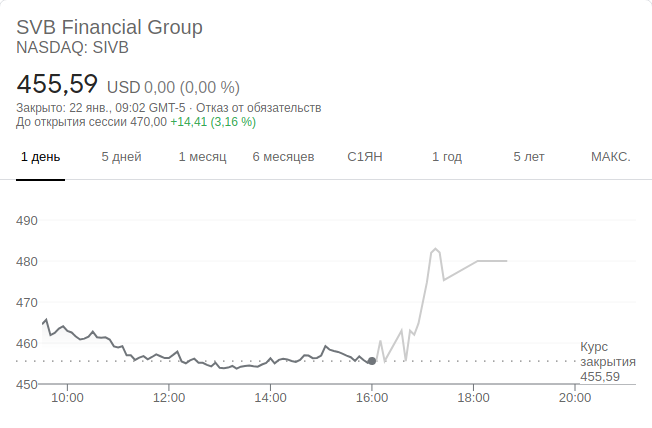 SVB Financial Group
NASDAQ: SIVB
455,59 USD 0,00 (0,00 %)
Закрыто: 22 янв., 09:02 GMT-5 · Отказ от обязательств
До открытия сессии 470,00 +14,41 (3,16 %)
1 день 5 дней 1 месяц 6 месяцев С1ЯН 1 год 5 лет МАКС.
490
480
470
460
450
Курс
закрытия
455,59
10:00 12:00 14:00 16:00 18:00 20:00